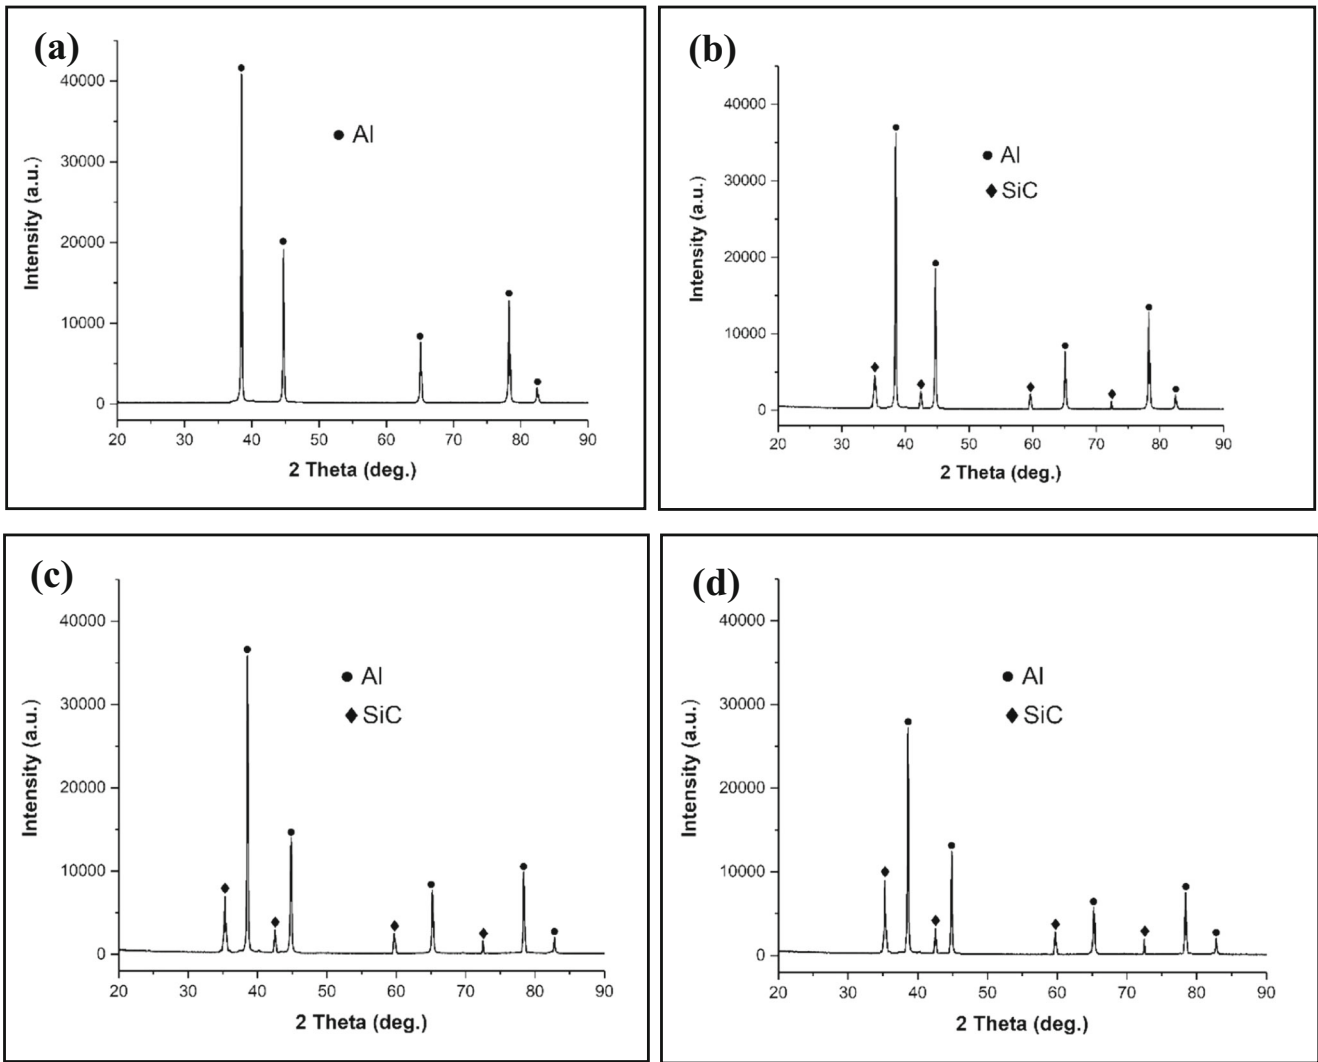 (a)
Intensity (a.u.)
40000
30000
20000
10000
0
Al
20 30 40 50 60 70 80 90
2 Theta (deg.)
(b)
Intensity (a.u.)
40000
30000
20000
10000
0
Al
SiC
20 30 40 50 60 70 80 90
2 Theta (deg.)
(c)
Intensity (a.u.)
40000
30000
20000
10000
0
Al
SiC
20 30 40 50 60 70 80 90
2 Theta (deg.)
(d)
Intensity (a.u.)
40000
30000
20000
10000
0
Al
SiC
20 30 40 50 60 70 80 90
2 Theta (deg.)